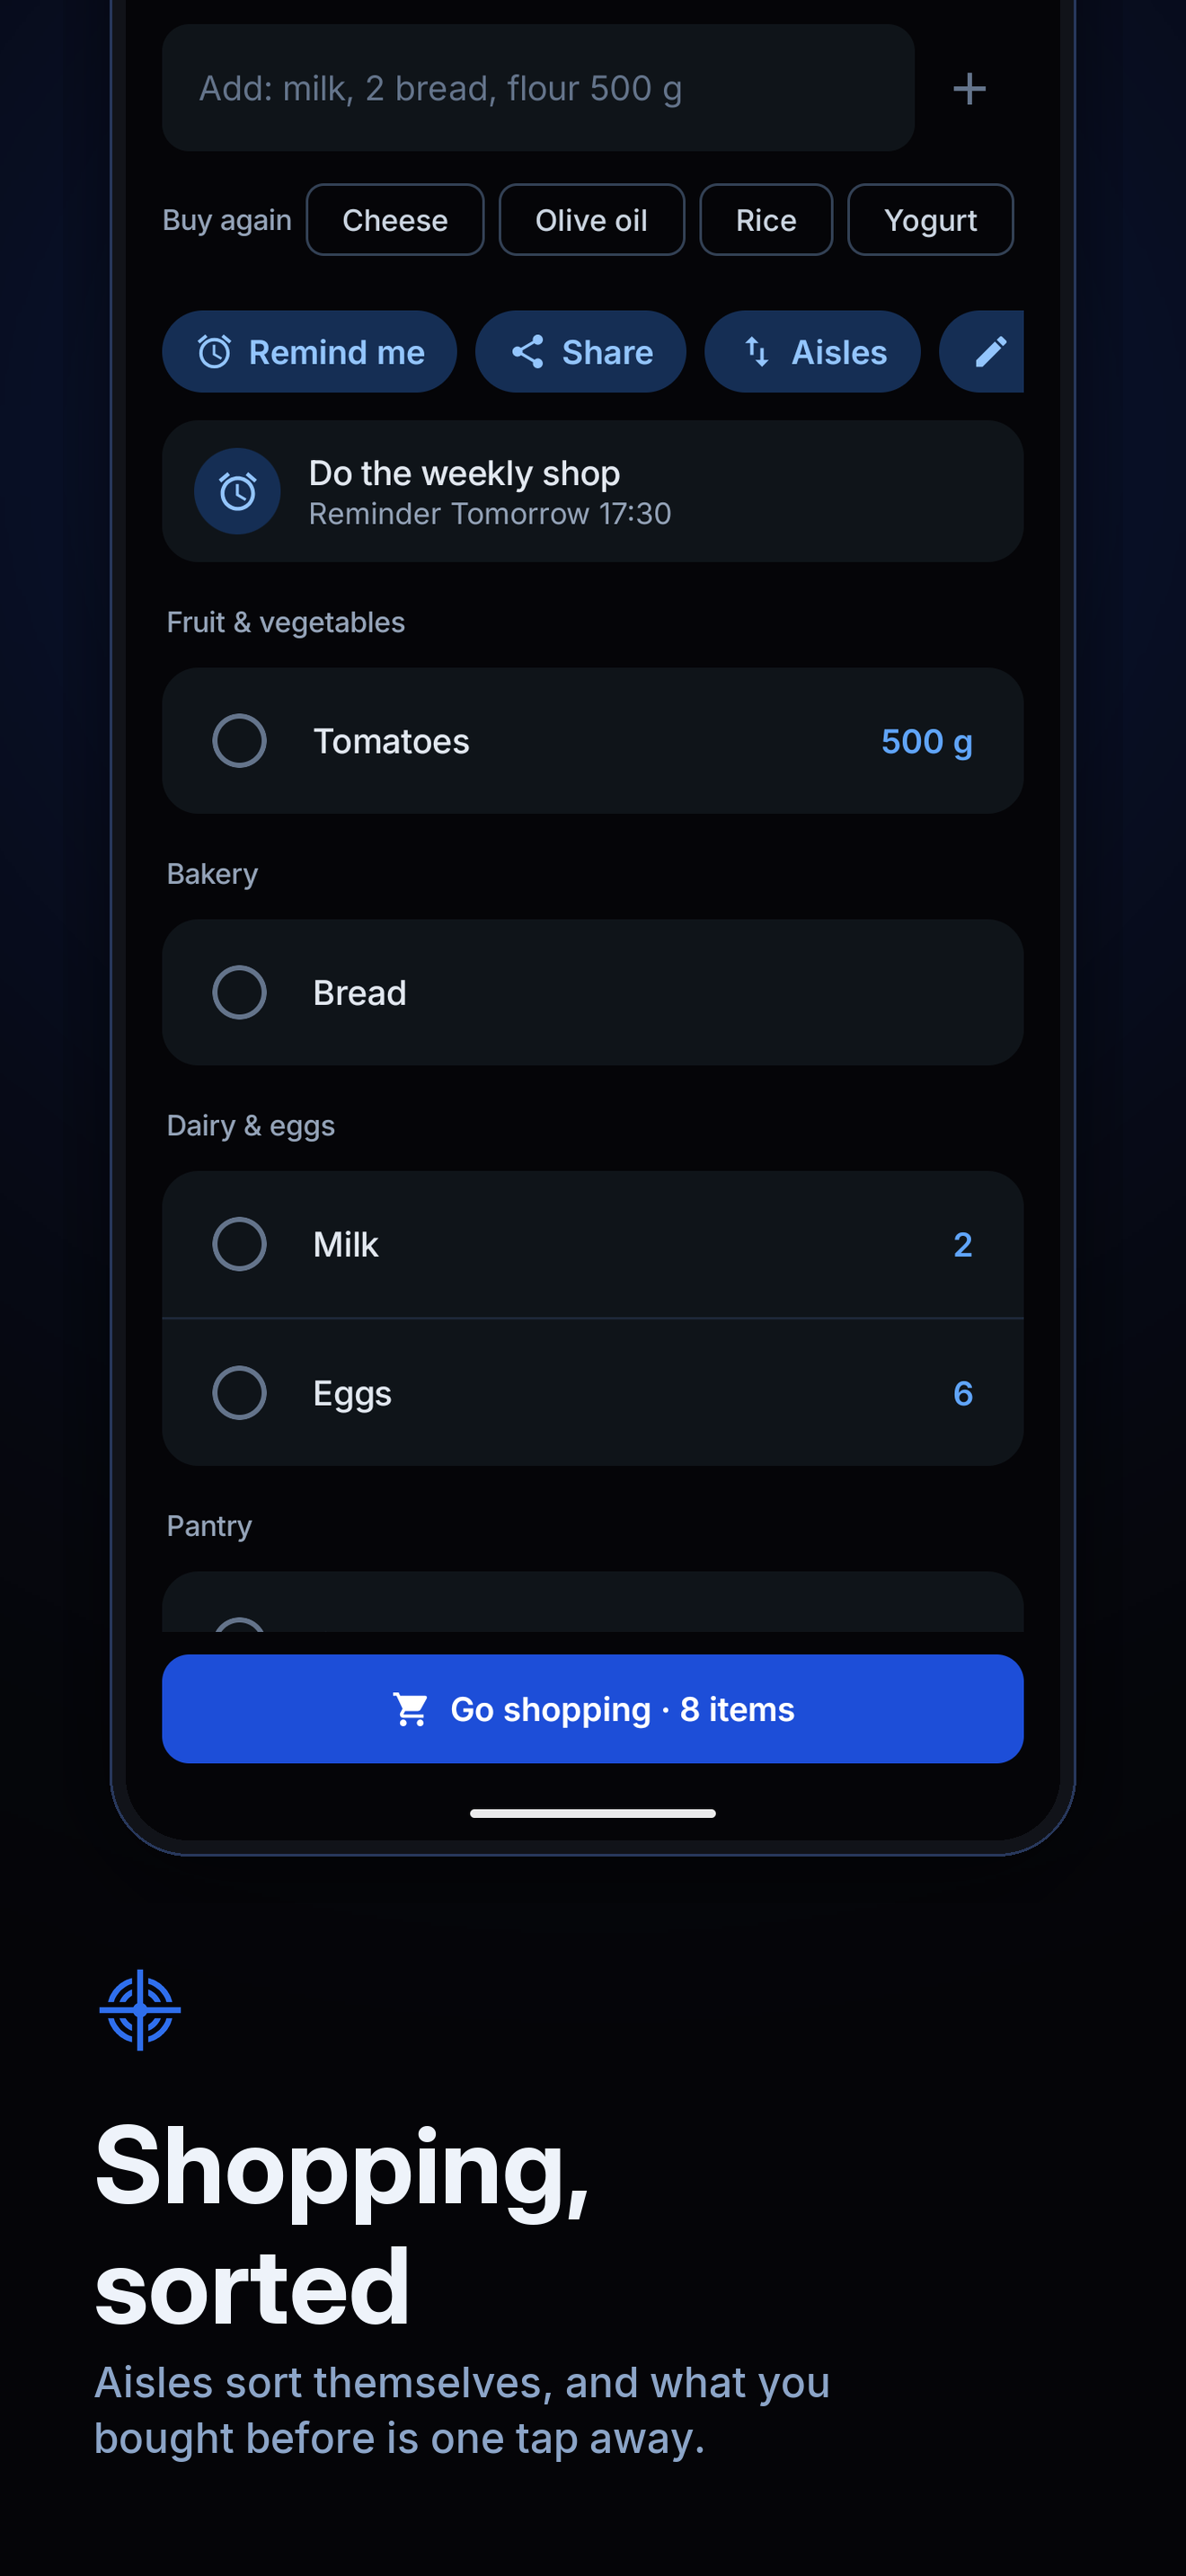 Add: milk, 2 bread, flour 500 g
Buy again
Cheese
Olive oil
Rice
Yogurt
Remind me
Share
Aisles
Do the weekly shop
Reminder Tomorrow 17:30
Fruit & vegetables
Tomatoes 500 g
Bakery
Bread
Dairy & eggs
Milk 2
Eggs 6
Pantry
Go shopping · 8 items
Shopping,
sorted
Aisles sort themselves, and what you
bought before is one tap away.